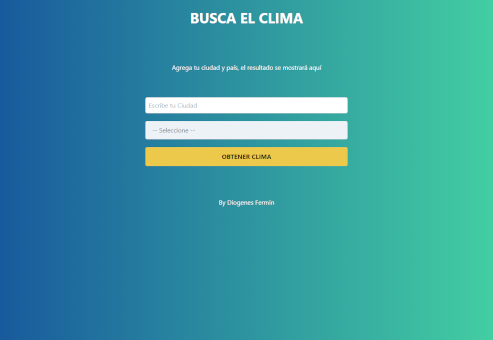 BUSCA EL CLIMA
Agrega tu ciudad y país, el resultado se mostrará aquí
Escribe tu Ciudad
-- Seleccione --
OBTENER CLIMA
By Diogenes Fermin